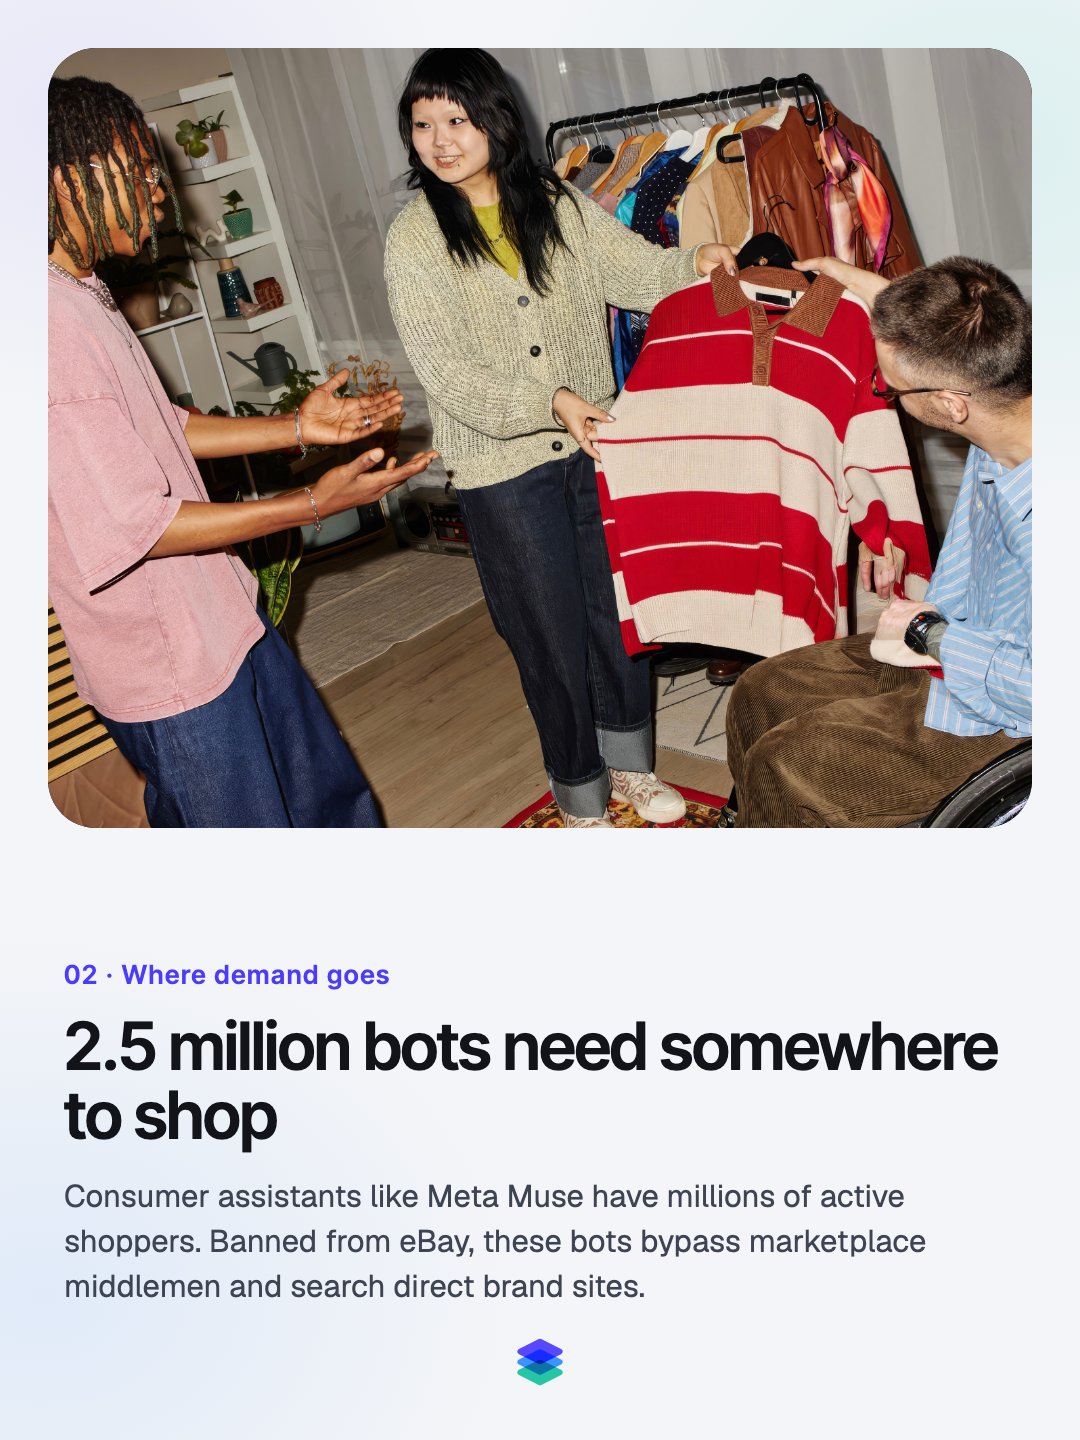 02 · Where demand goes
2.5 million bots need somewhere
to shop
Consumer assistants like Meta Muse have millions of active
shoppers. Banned from eBay, these bots bypass marketplace
middlemen and search direct brand sites.